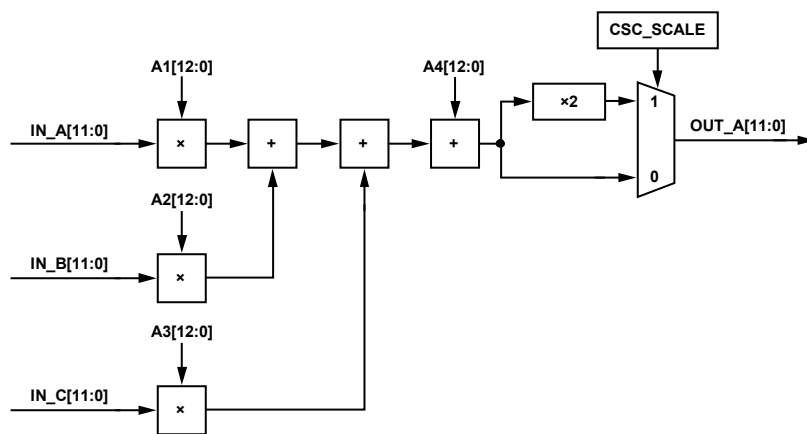 CSC_SCALE
A1[12:0]
A4[12:0]
×2
1
IN_A[11:0]
×
+
+
+
OUT_A[11:0]
0
A2[12:0]
IN_B[11:0]
×
A3[12:0]
IN_C[11:0]
×